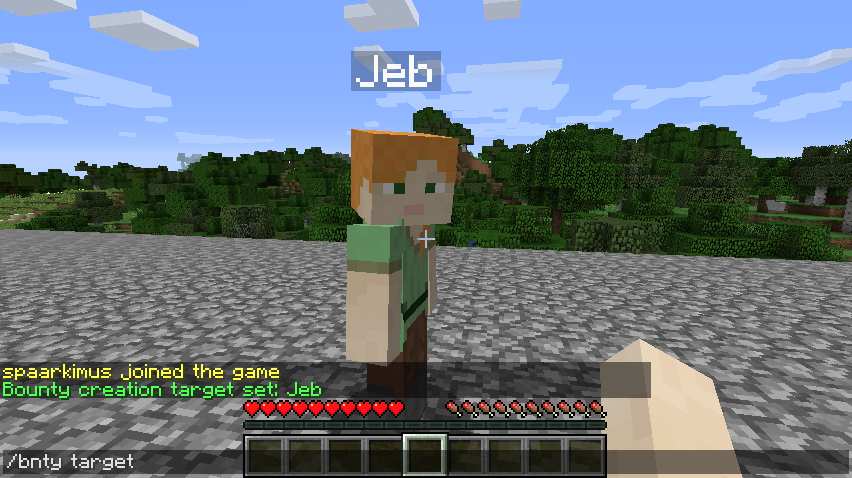 Jeb
spaarkimus joined the game
Bounty creation target set: Jeb
/bnty target